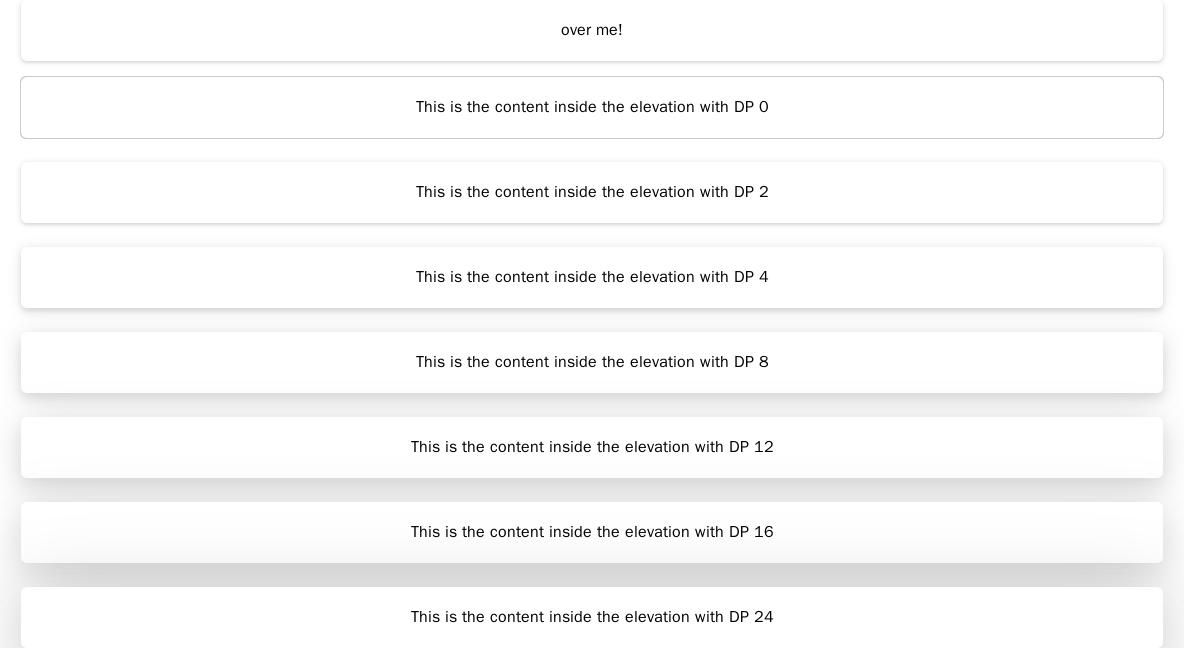 over me!
This is the content inside the elevation with DP 0
This is the content inside the elevation with DP 2
This is the content inside the elevation with DP 4
This is the content inside the elevation with DP 8
This is the content inside the elevation with DP 12
This is the content inside the elevation with DP 16
This is the content inside the elevation with DP 24